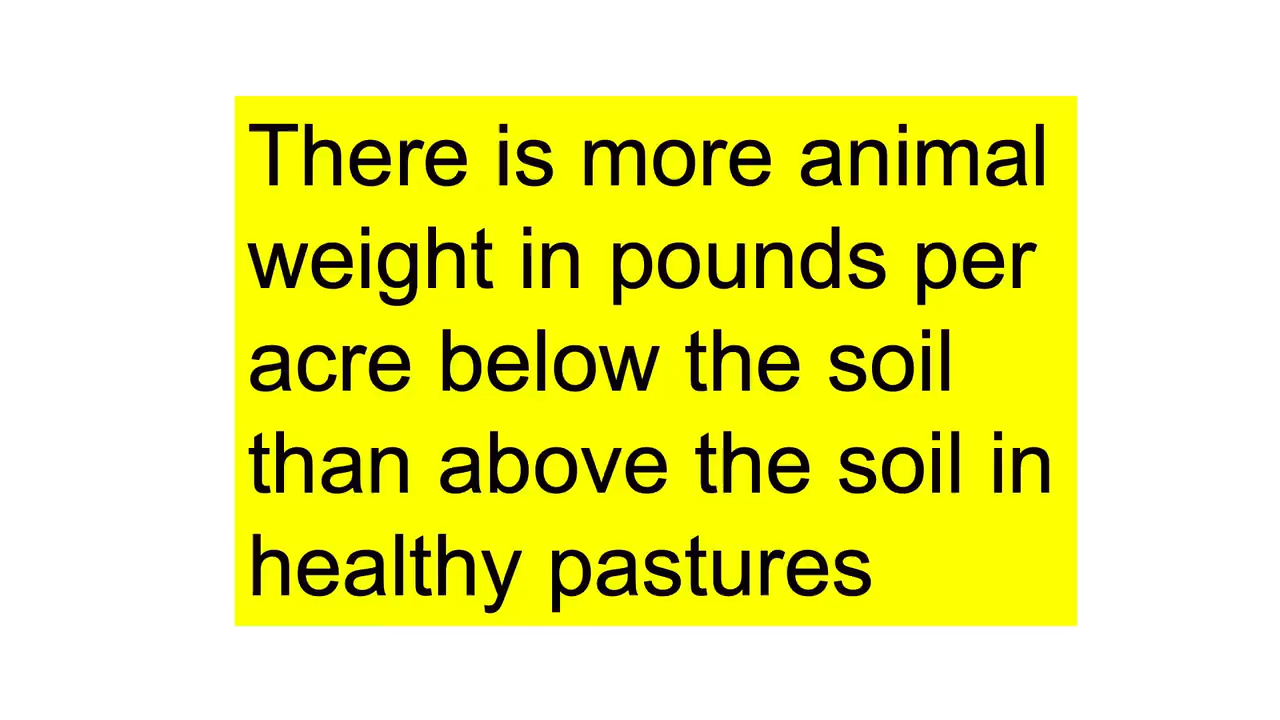 There is more animal
weight in pounds per
acre below the soil
than above the soil in
healthy pastures